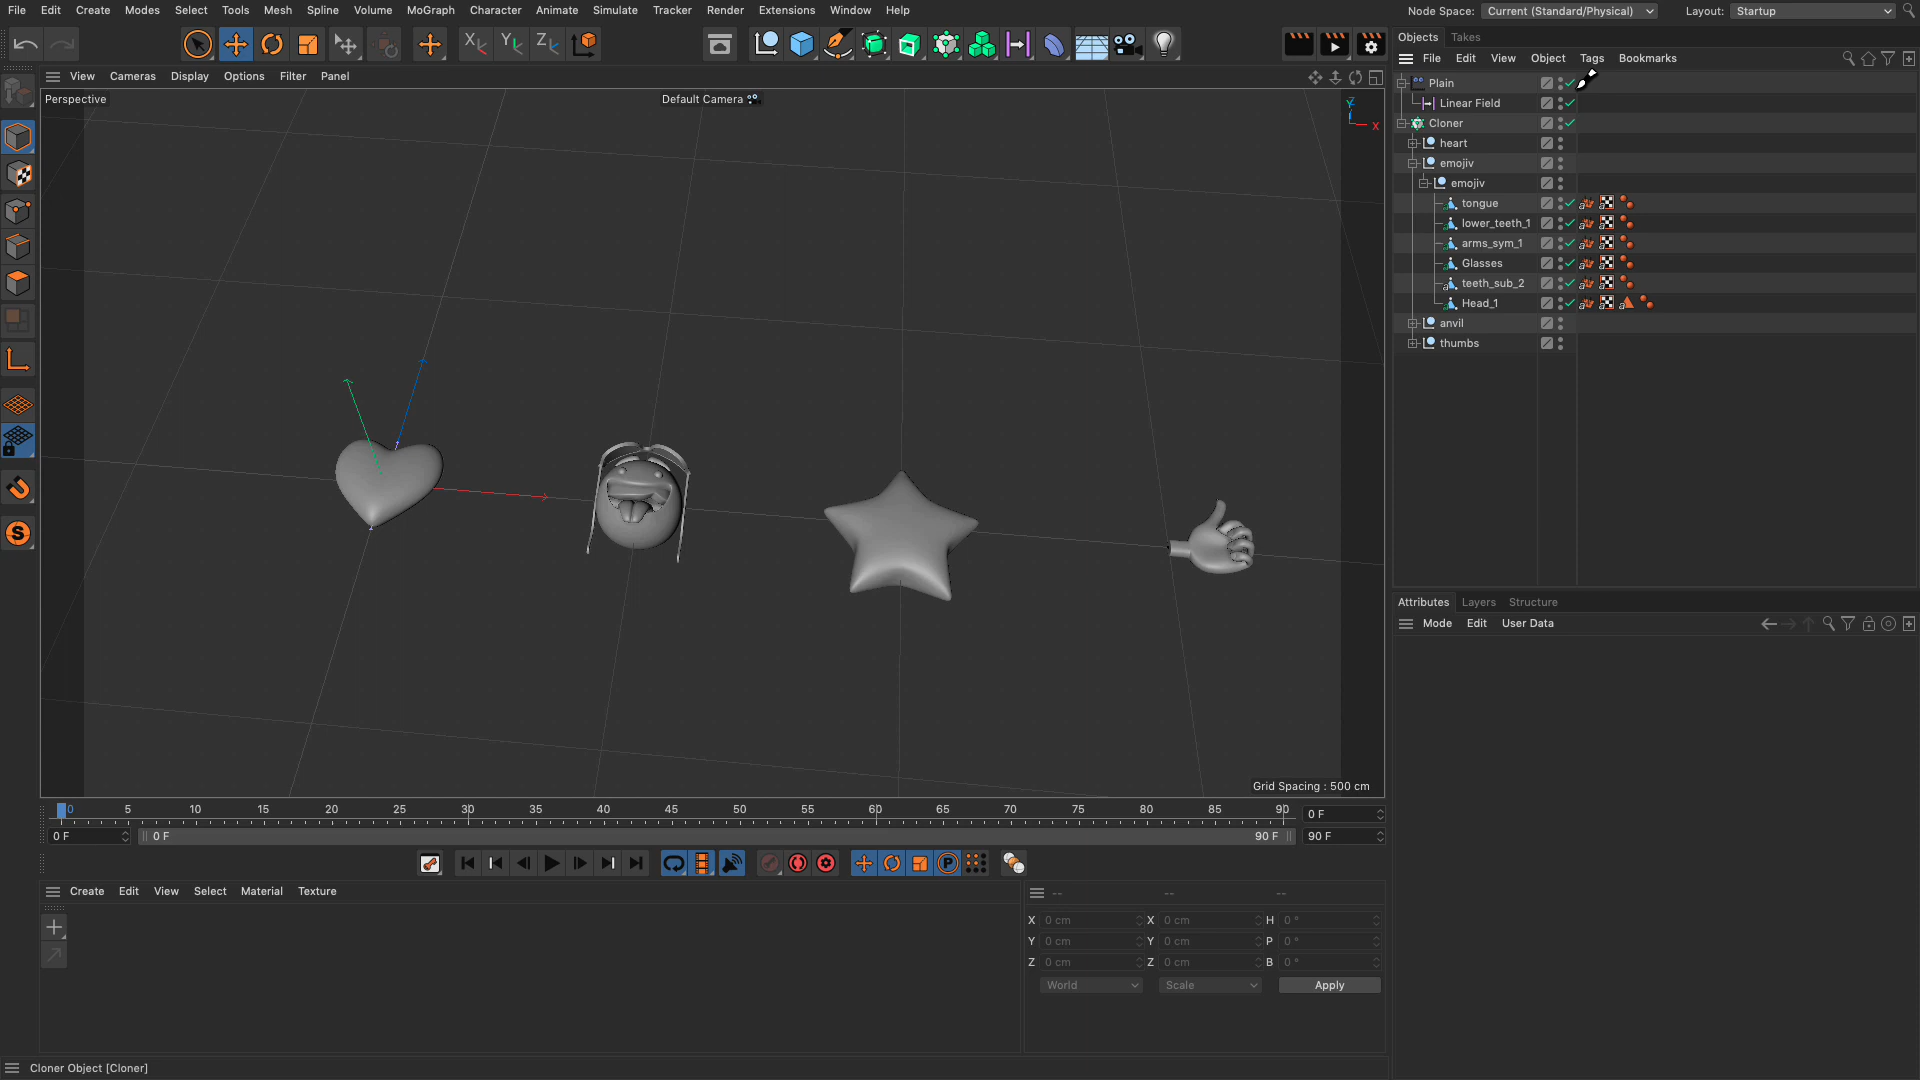 File Edit Create Modes Select Tools Mesh Spline Volume MoGraph Character Animate Simulate Tracker Render Extensions Window Help
Node Space: Current (Standard/Physical) Layout: Startup
Objects Takes
File Edit View Object Tags Bookmarks
View Cameras Display Options Filter Panel
Perspective
Default Camera
X Y Z
Y
Z
X
Plain
Linear Field
Cloner
heart
emojiv
emojiv
tongue
lower_teeth_1
arms_sym_1
Glasses
teeth_sub_2
Head_1
anvil
thumbs
Grid Spacing : 500 cm
Attributes Layers Structure
Mode Edit User Data
0 5 10 15 20 25 30 35 40 45 50 55 60 65 70 75 80 85 90
0 F
0 F 0 F 90 F 90 F
P
Create Edit View Select Material Texture
-- -- --
X 0 cm X 0 cm H 0 °
Y 0 cm Y 0 cm P 0 °
Z 0 cm Z 0 cm B 0 °
World Scale Apply
Cloner Object [Cloner]